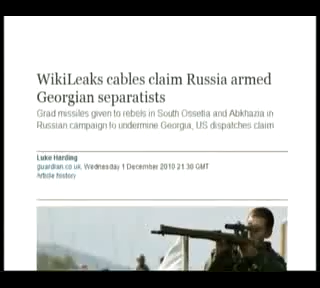 WikiLeaks cables claim Russia armed
Georgian separatists
Grad missiles given to rebels in South Ossetia and Abkhazia in
Russian campaign to undermine Georgia, US dispatches claim
Luke Harding
guardian.co.uk, Wednesday 1 December 2010 21.30 GMT
Article history